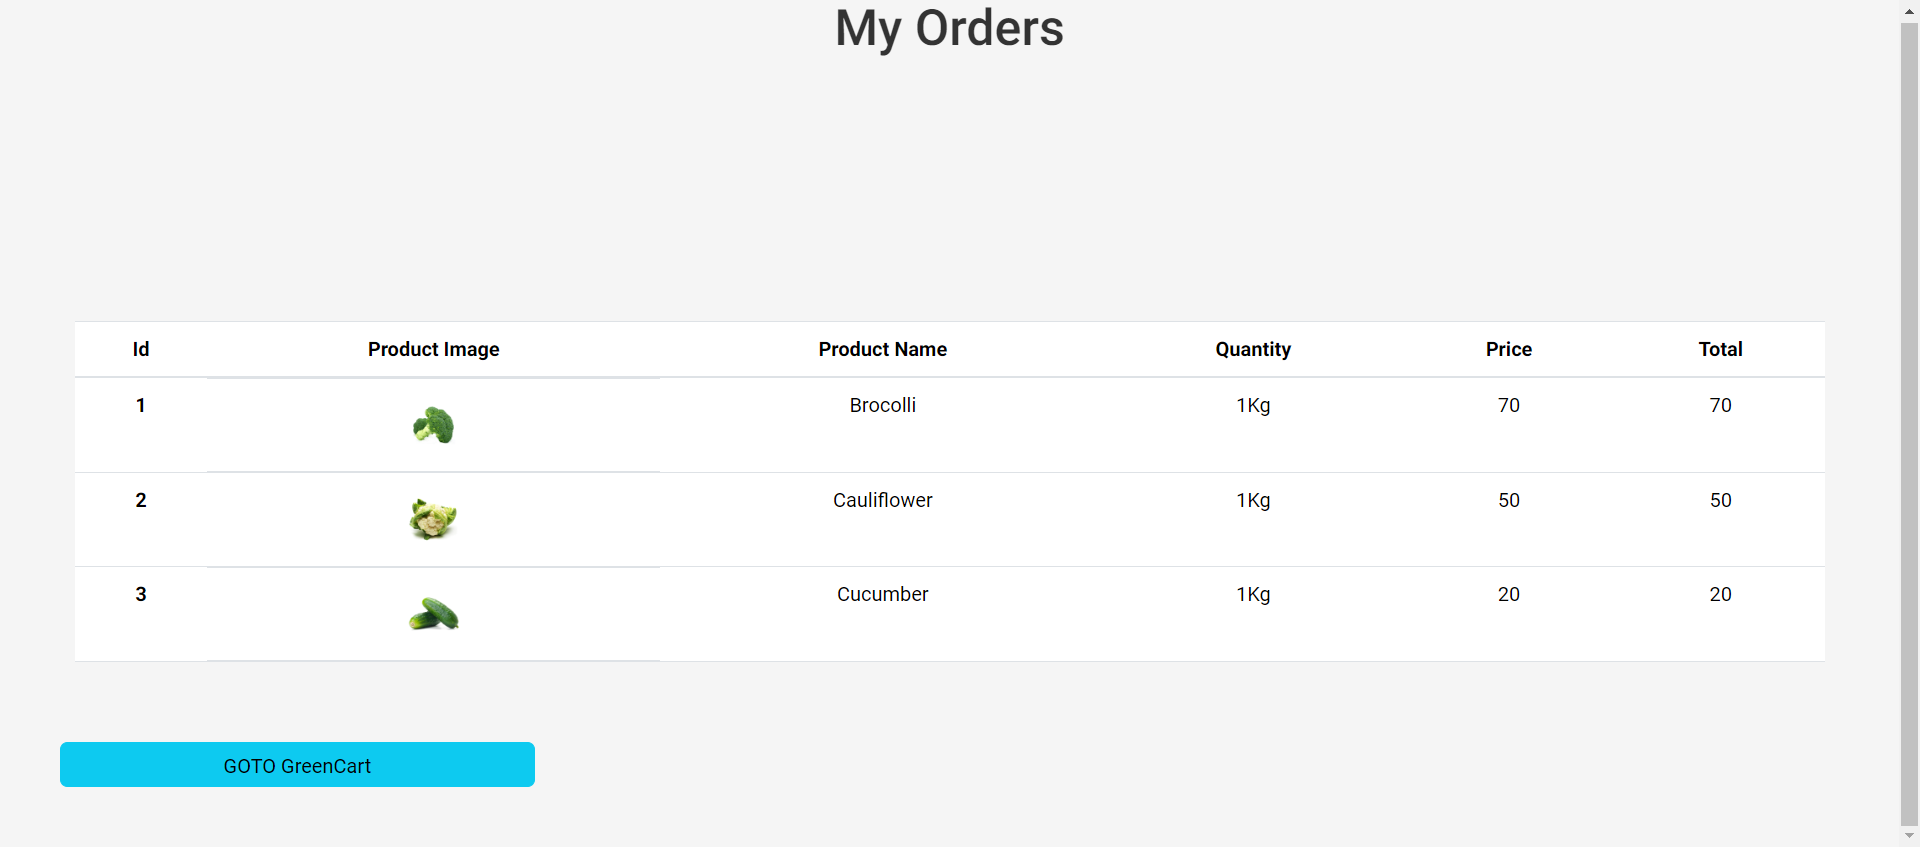 My Orders
Id Product Image Product Name Quantity Price Total
1 Brocolli 1Kg 70 70
2 Cauliflower 1Kg 50 50
3 Cucumber 1Kg 20 20
GOTO GreenCart